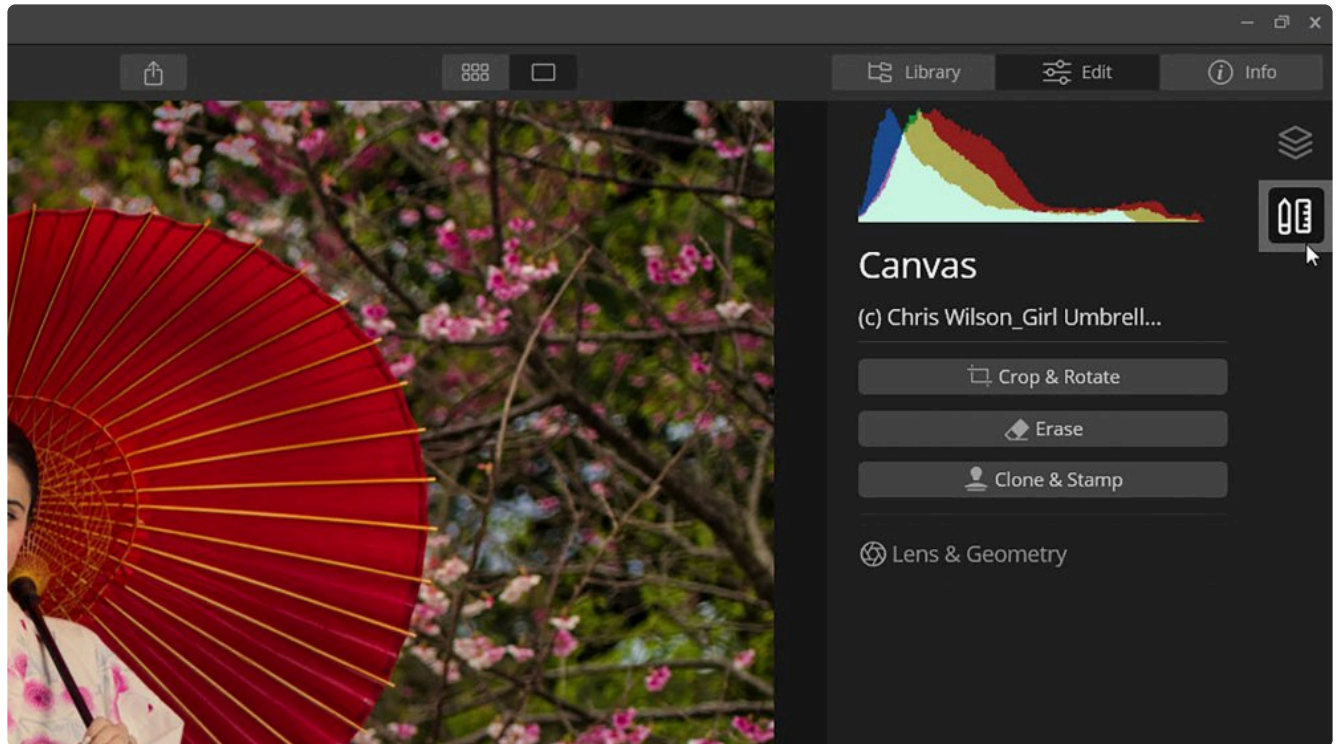 Library
Edit
Info
Canvas
(c) Chris Wilson_Girl Umbrell...
Crop & Rotate
Erase
Clone & Stamp
Lens & Geometry